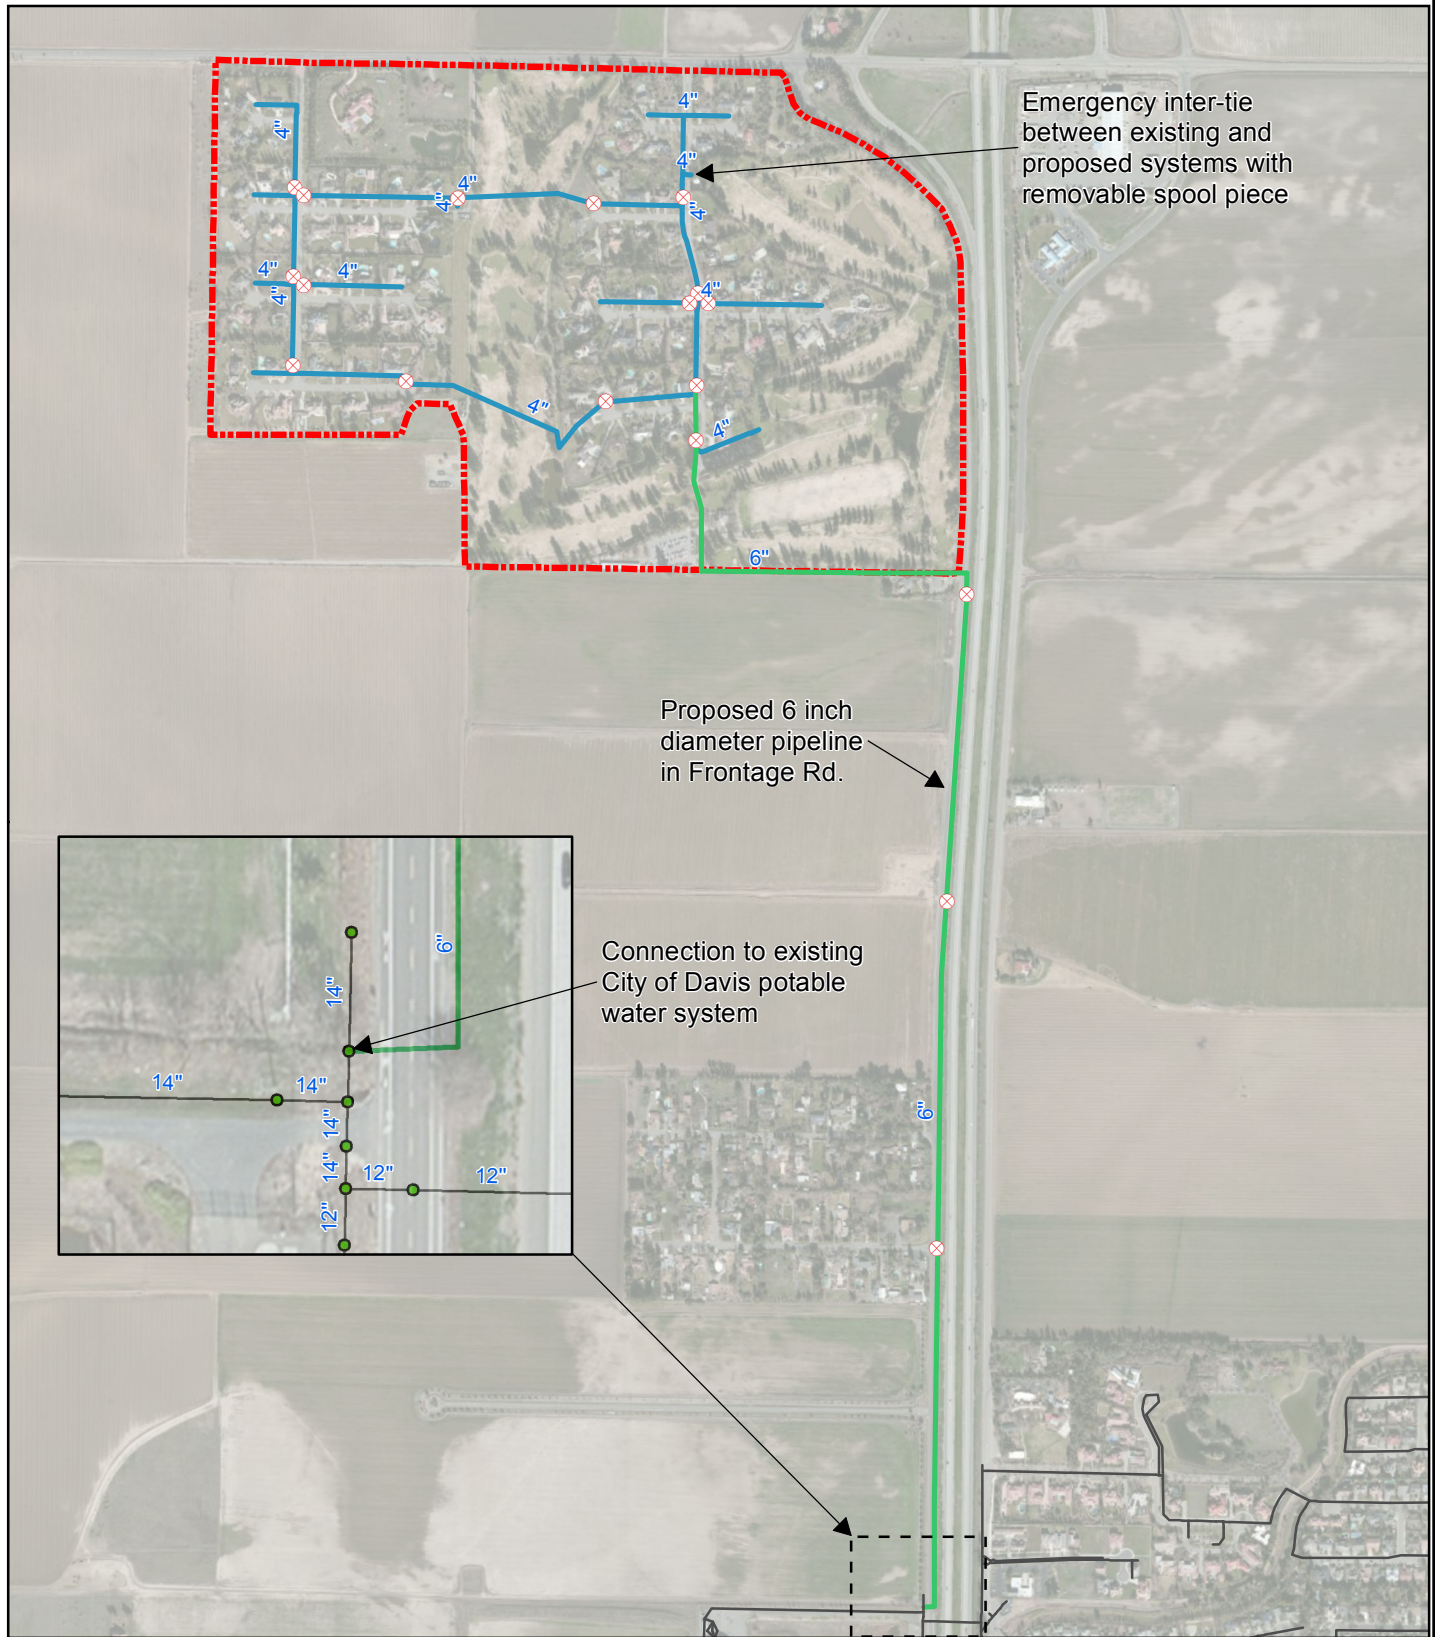 4"
4"
Emergency inter-tie
between existing and
proposed systems with
removable spool piece
4"
4"
4"
4"
4"
4"
4"
4"
4"
4"
6"
Proposed 6 inch
diameter pipeline
in Frontage Rd.
Connection to existing
City of Davis potable
water system
6"
14"
14"
14"
14"
14"
12"
12"
12"
6"